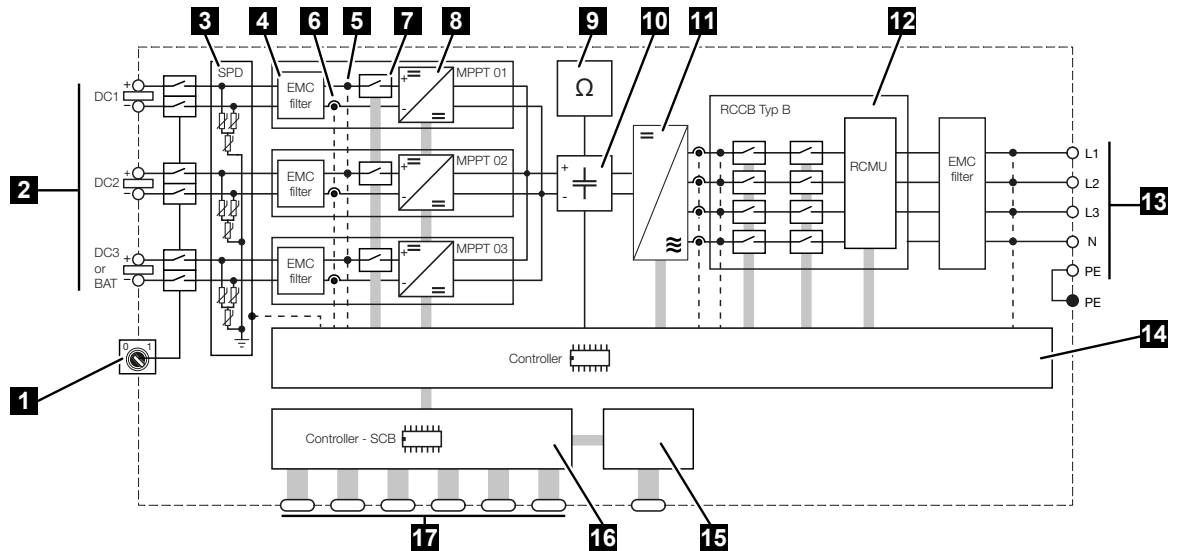 3 4 6 5 7 8 9 10 11 12
SPD
EMC
filter
MPPT 01
Ω
RCCB Typ B
DC1
+
-
+
-
=
=
2
DC2
+
-
EMC
filter
MPPT 02
+
-
=
=
+
-
=
≋
RCMU
EMC
filter
L1
L2
L3
N
PE
PE
13
DC3
or
BAT
+
-
EMC
filter
MPPT 03
+
-
=
=
0 1
1
Controller
14
Controller - SCB
17 16 15